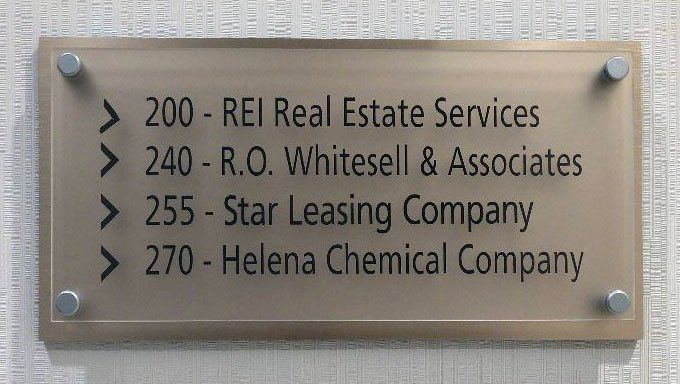 > 200 - REI Real Estate Services
> 240 - R.O. Whitesell & Associates
> 255 - Star Leasing Company
> 270 - Helena Chemical Company